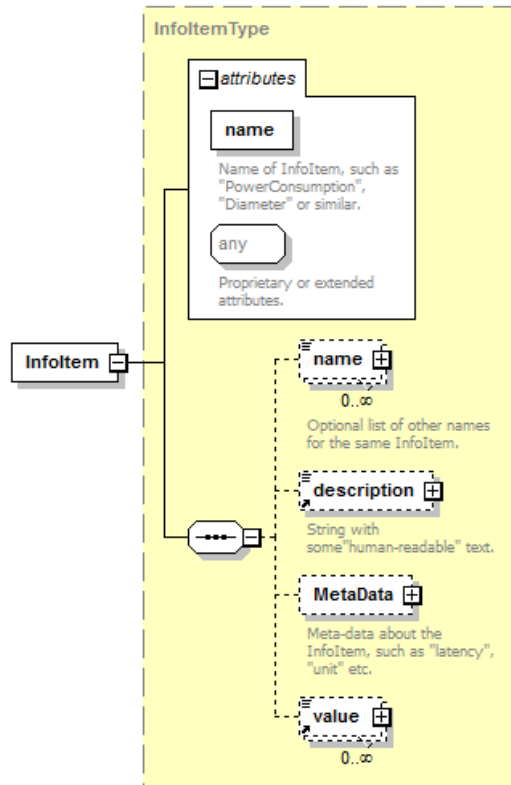 InfoItemType
attributes
name
Name of InfoItem, such as
"PowerConsumption",
"Diameter" or similar.
any
Proprietary or extended
attributes.
InfoItem
name
0..∞
Optional list of other names
for the same InfoItem.
description
String with
some"human-readable" text.
MetaData
Meta-data about the
InfoItem, such as "latency",
"unit" etc.
value
0..∞